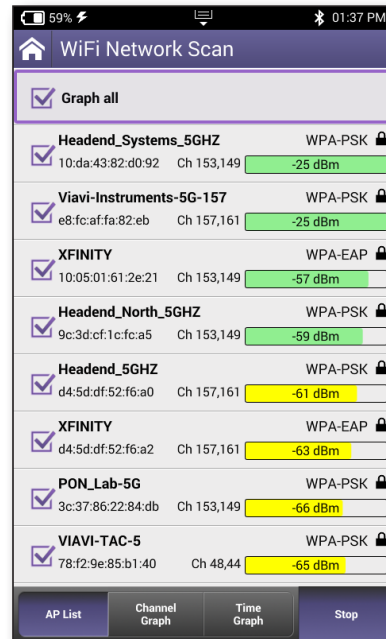 59% 01:37 PM
WiFi Network Scan
Graph all
Headend_Systems_5GHZ WPA-PSK
10:da:43:82:d0:92 Ch 153,149 -25 dBm
Viavi-Instruments-5G-157 WPA-PSK
e8:fc:af:fa:82:eb Ch 157,161 -25 dBm
XFINITY WPA-EAP
10:05:01:61:2e:21 Ch 153,149 -57 dBm
Headend_North_5GHZ WPA-PSK
9c:3d:cf:1c:fc:a5 Ch 153,149 -59 dBm
Headend_5GHZ WPA-PSK
d4:5d:df:52:f6:a0 Ch 157,161 -61 dBm
XFINITY WPA-EAP
d4:5d:df:52:f6:a2 Ch 157,161 -63 dBm
PON_Lab-5G WPA-PSK
3c:37:86:22:84:db Ch 153,149 -66 dBm
VIAVI-TAC-5 WPA-PSK
78:f2:9e:85:b1:40 Ch 48,44 -65 dBm
AP List Channel Graph Time Graph Stop